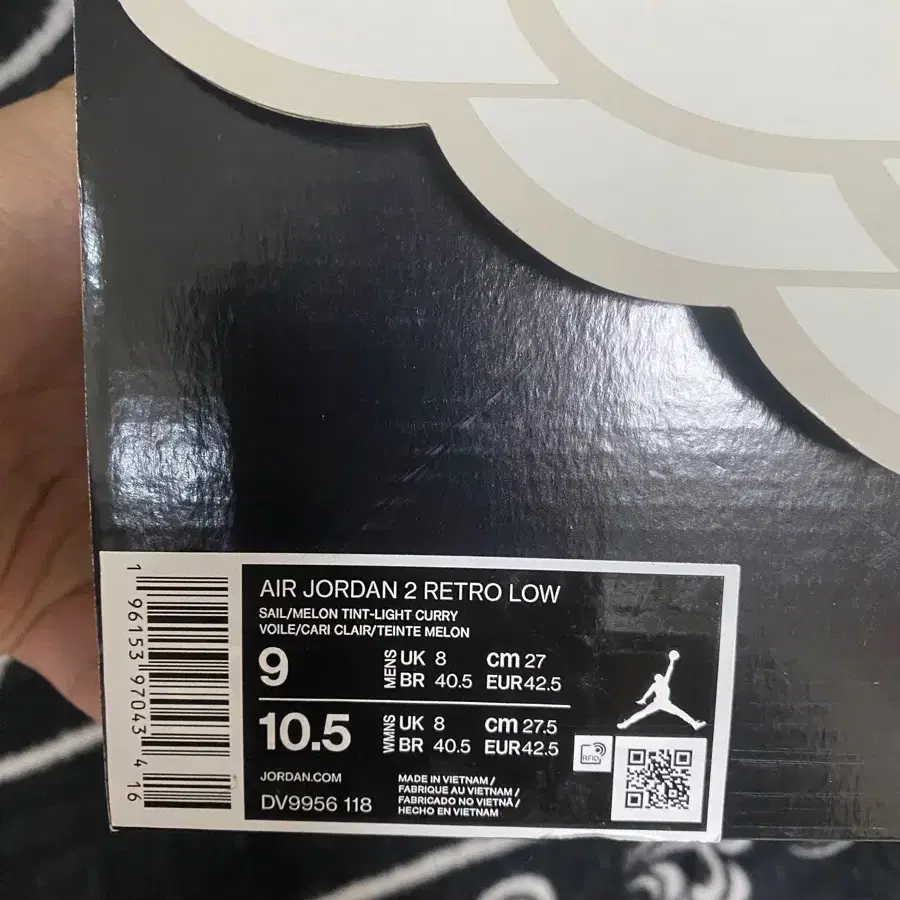 AIR JORDAN 2 RETRO LOW
SAIL/MELON TINT-LIGHT CURRY
VOILE/CARI CLAIR/TEINTE MELON
9 MENS UK 8 cm 27
BR 40.5 EUR 42.5
10.5 WMNS UK 8 cm 27.5
BR 40.5 EUR 42.5
RFID
JORDAN.COM
DV9956 118
MADE IN VIETNAM /
FABRIQUE AU VIETNAM /
FABRICADO NO VIETNÃ /
HECHO EN VIETNAM
1 96153 97043 4 16